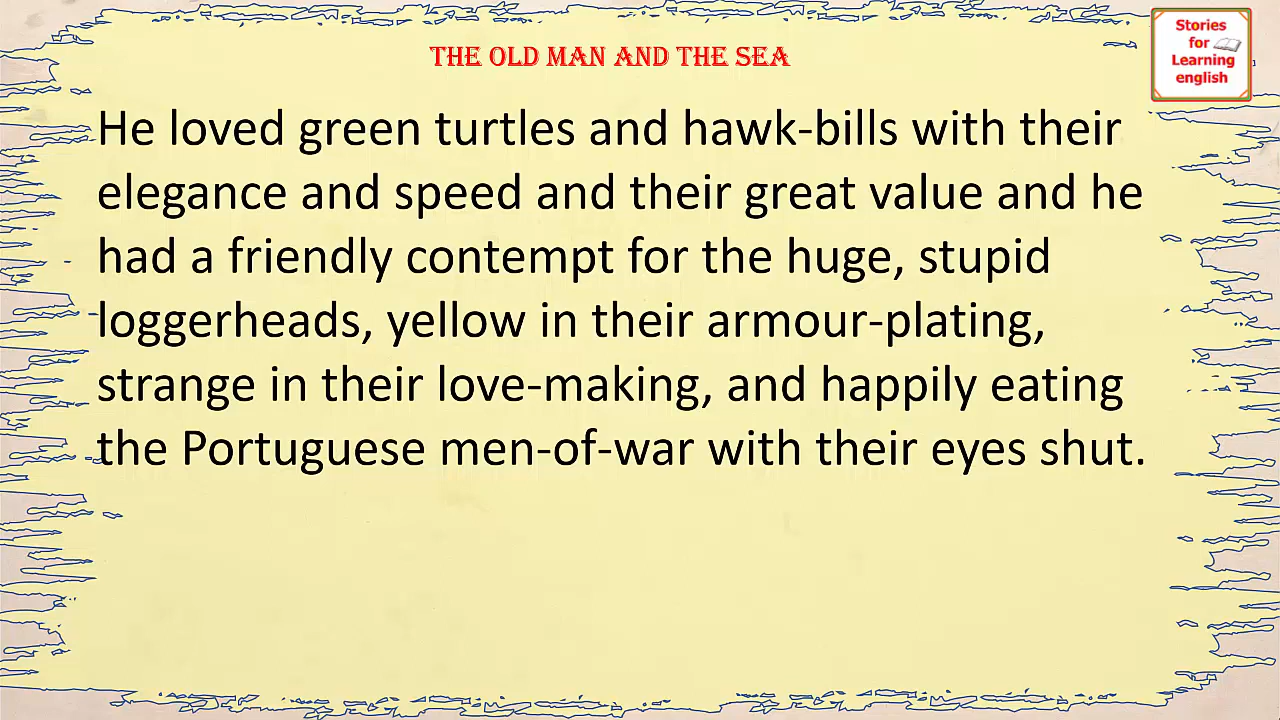 THE OLD MAN AND THE SEA
Stories
for
Learning
english
He loved green turtles and hawk-bills with their
elegance and speed and their great value and he
had a friendly contempt for the huge, stupid
loggerheads, yellow in their armour-plating,
strange in their love-making, and happily eating
the Portuguese men-of-war with their eyes shut.